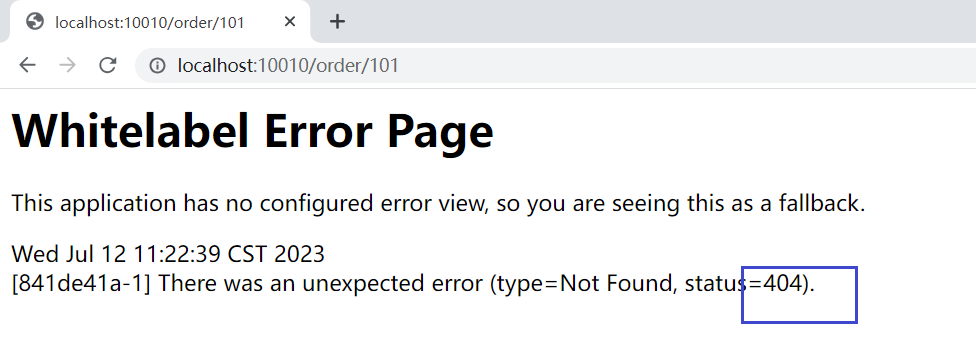 localhost:10010/order/101
localhost:10010/order/101
Whitelabel Error Page
This application has no configured error view, so you are seeing this as a fallback.
Wed Jul 12 11:22:39 CST 2023
[841de41a-1] There was an unexpected error (type=Not Found, status=404).